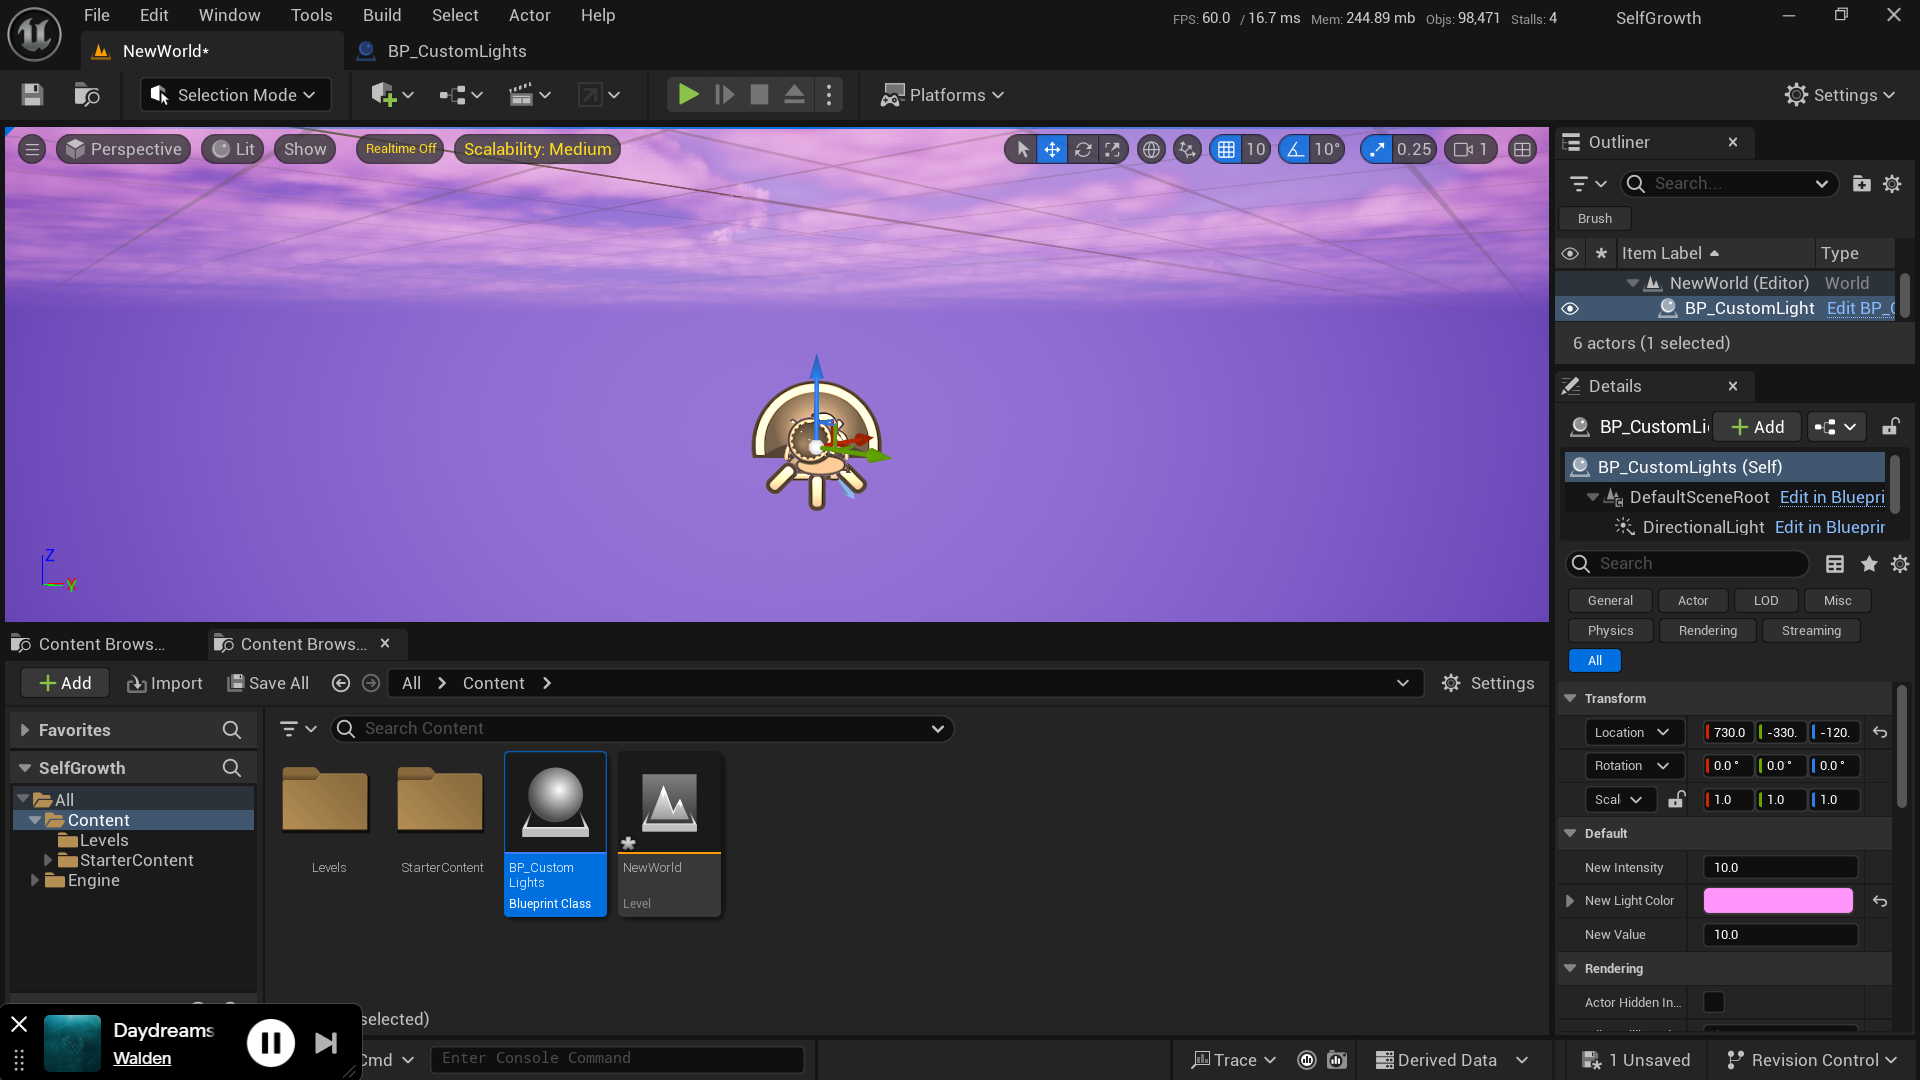 File Edit Window Tools Build Select Actor Help
FPS: 60.0 / 16.7 ms Mem: 244.89 mb Objs: 98,471 Stalls: 4 SelfGrowth
NewWorld* BP_CustomLights
Selection Mode Platforms Settings
Perspective Lit Show Realtime Off Scalability: Medium 10 10° 0.25 1
Z
Y
Outliner
Search...
Brush
Item Label Type
NewWorld (Editor) World
BP_CustomLight Edit BP_
6 actors (1 selected)
Details
BP_CustomLi Add
BP_CustomLights (Self)
DefaultSceneRoot Edit in Bluepri
DirectionalLight Edit in Blueprir
Search
General Actor LOD Misc
Physics Rendering Streaming
All
Transform
Location 730.0 -330. -120.
Rotation 0.0 ° 0.0 ° 0.0 °
Scal 1.0 1.0 1.0
Default
New Intensity 10.0
New Light Color
New Value 10.0
Rendering
Actor Hidden In...
Content Brows... Content Brows...
Add Import Save All All Content Settings
Favorites
Search Content
SelfGrowth
All
Content
Levels
StarterContent
Engine
Levels
StarterContent
BP_Custom
Lights
Blueprint Class
NewWorld
Level
selected)
Daydreams
Walden
Cmd Enter Console Command Trace Derived Data 1 Unsaved Revision Control